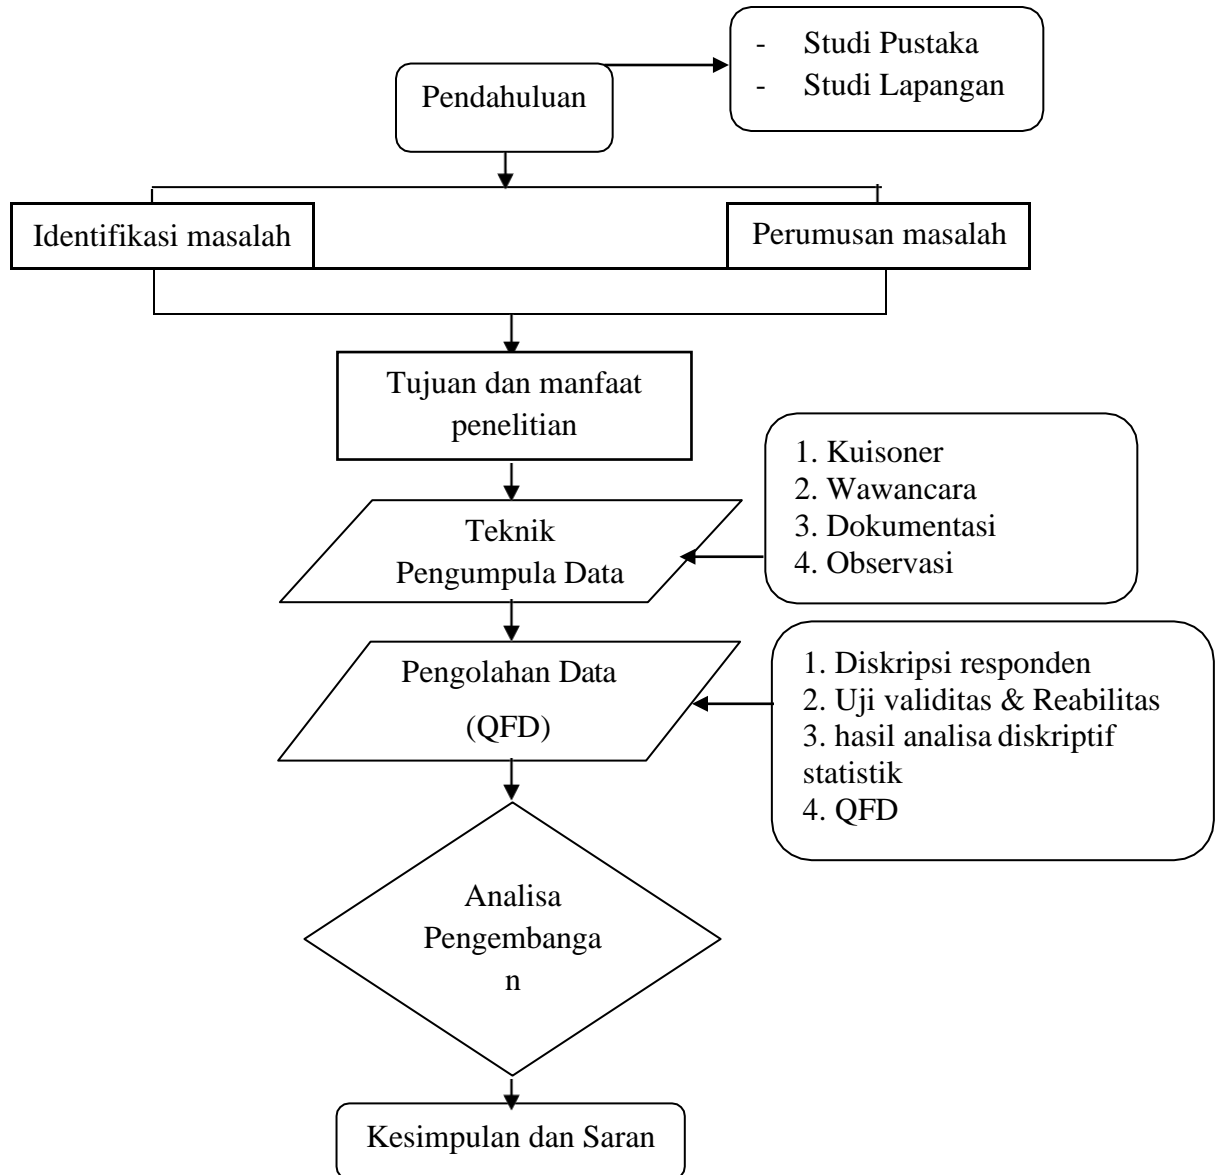 - Studi Pustaka
- Studi Lapangan
Pendahuluan
Identifikasi masalah
Perumusan masalah
Tujuan dan manfaat
penelitian
1. Kuisoner
2. Wawancara
3. Dokumentasi
4. Observasi
Teknik
Pengumpula Data
1. Diskripsi responden
2. Uji validitas & Reabilitas
3. hasil analisa diskriptif
statistik
4. QFD
Pengolahan Data
(QFD)
Analisa
Pengembanga
n
Kesimpulan dan Saran